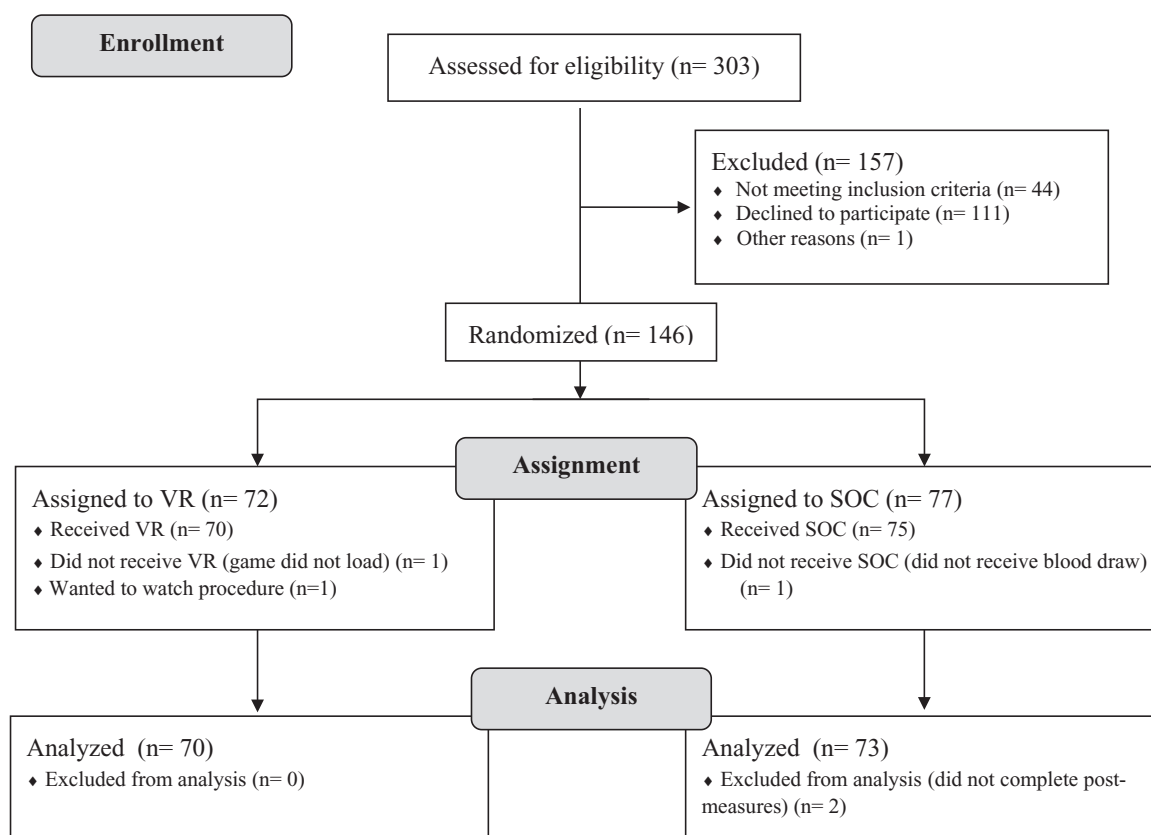 Enrollment
Assessed for eligibility (n= 303)
Excluded (n= 157)
♦ Not meeting inclusion criteria (n= 44)
♦ Declined to participate (n= 111)
♦ Other reasons (n= 1)
Randomized (n= 146)
Assignment
Assigned to VR (n= 72)
♦ Received VR (n= 70)
♦ Did not receive VR (game did not load) (n= 1)
♦ Wanted to watch procedure (n=1)
Assigned to SOC (n= 77)
♦ Received SOC (n= 75)
♦ Did not receive SOC (did not receive blood draw)
(n= 1)
Analysis
Analyzed (n= 70)
♦ Excluded from analysis (n= 0)
Analyzed (n= 73)
♦ Excluded from analysis (did not complete post-
measures) (n= 2)